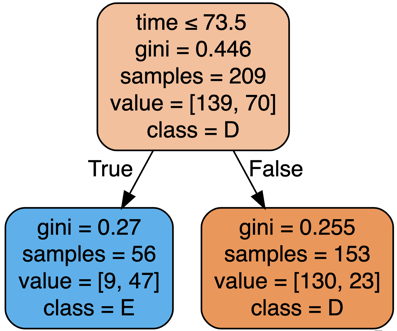 time ≤ 73.5
gini = 0.446
samples = 209
value = [139, 70]
class = D
True
False
gini = 0.27
samples = 56
value = [9, 47]
class = E
gini = 0.255
samples = 153
value = [130, 23]
class = D